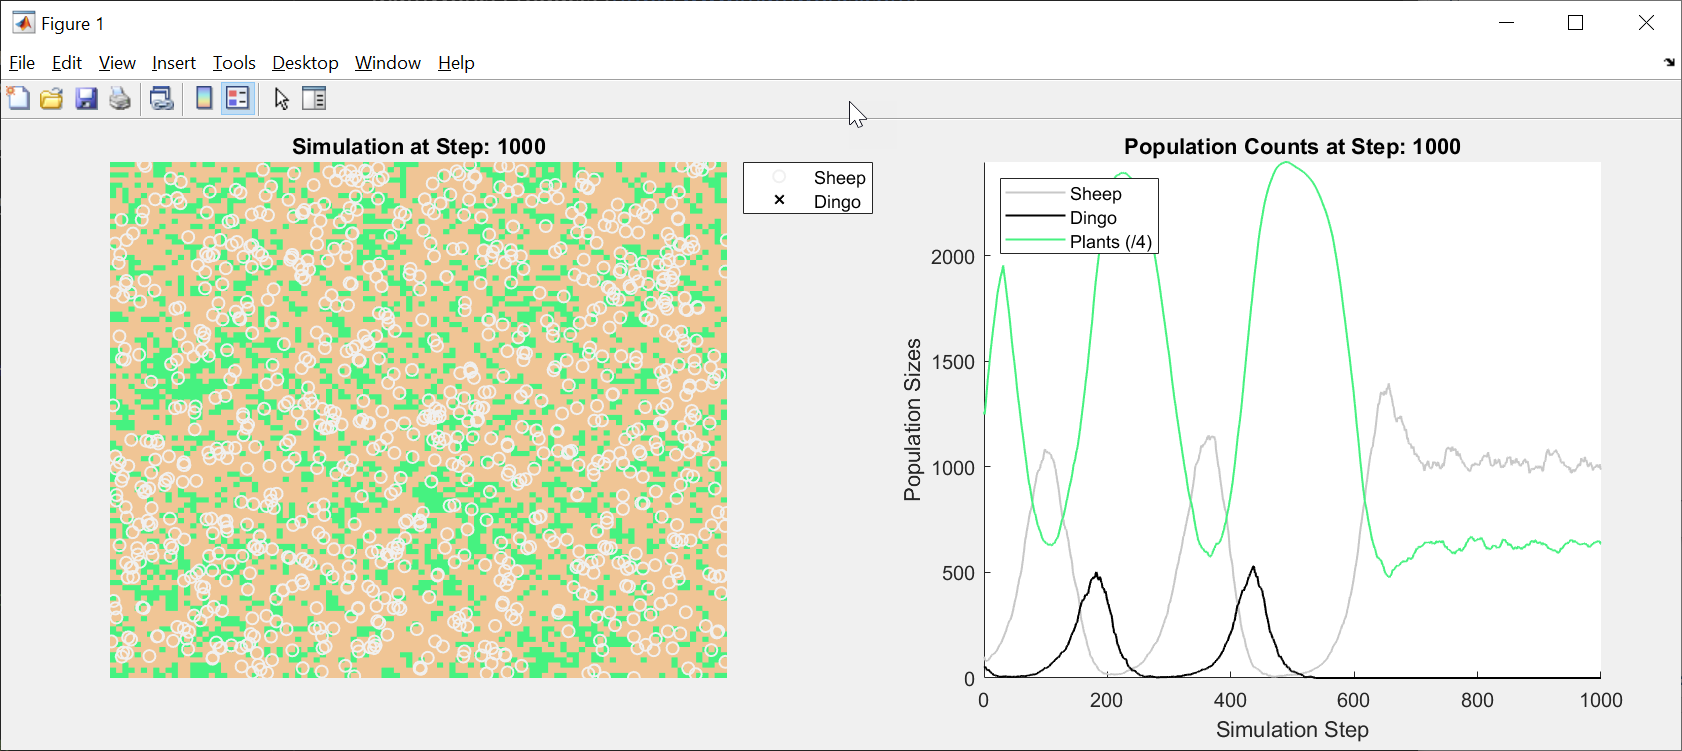 Figure 1
File Edit View Insert Tools Desktop Window Help
Simulation at Step: 1000
Sheep
Dingo
Population Counts at Step: 1000
Sheep
Dingo
Plants (/4)
Population Sizes
2000
1500
1000
500
0
0 200 400 600 800 1000
Simulation Step